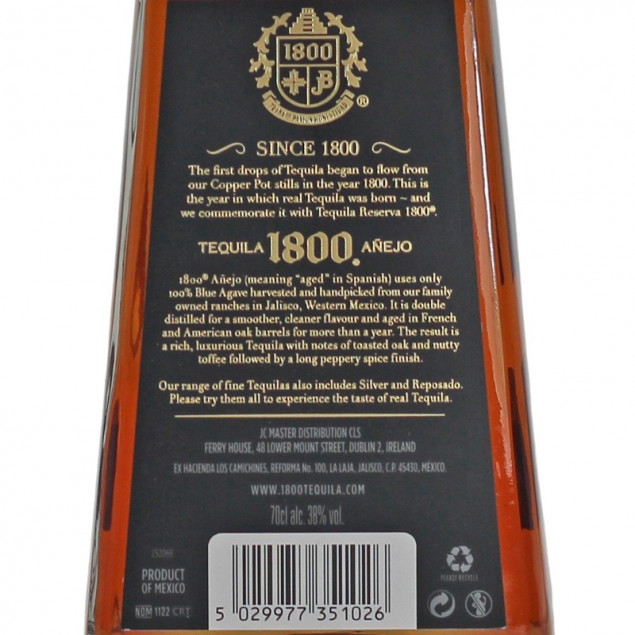 1800
JB
®
SINCE 1800
The first drops of Tequila began to flow from
our Copper Pot stills in the year 1800. This is
the year in which real Tequila was born ~ and
we commemorate it with Tequila Reserva 1800®.
TEQUILA 1800. AÑEJO
1800® Añejo (meaning “aged” in Spanish) uses only
100% Blue Agave harvested and handpicked from our family
owned ranches in Jalisco, Western Mexico. It is double
distilled for a smoother, cleaner flavour and aged in French
and American oak barrels for more than a year. The result is
a rich, luxurious Tequila with notes of toasted oak and nutty
toffee followed by a long peppery spice finish.
Our range of fine Tequilas also includes Silver and Reposado.
Please try them all to experience the taste of real Tequila.
JC MASTER DISTRIBUTION CLS
FERRY HOUSE, 48 LOWER MOUNT STREET, DUBLIN 2, IRELAND
EX HACIENDA LOS CAMICHINES, REFORMA No. 100, LA LAJA, JALISCO, C.P. 45430, MÉXICO.
WWW.1800TEQUILA.COM
70cl alc. 38% vol.
PRODUCT
OF MEXICO
NOM 1122 CRT
5 029977 351026
PLEASE RECYCLE